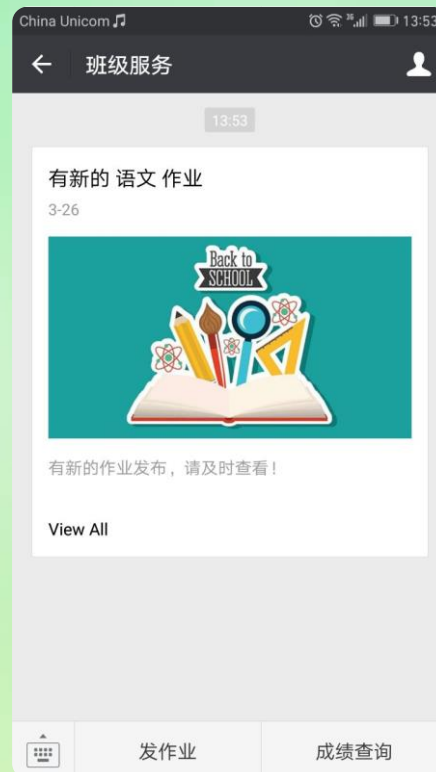 China Unicom 13:53
班级服务
13:53
有新的 语文 作业
3-26
Back to
SCHOOL
有新的作业发布，请及时查看！
View All
发作业 成绩查询